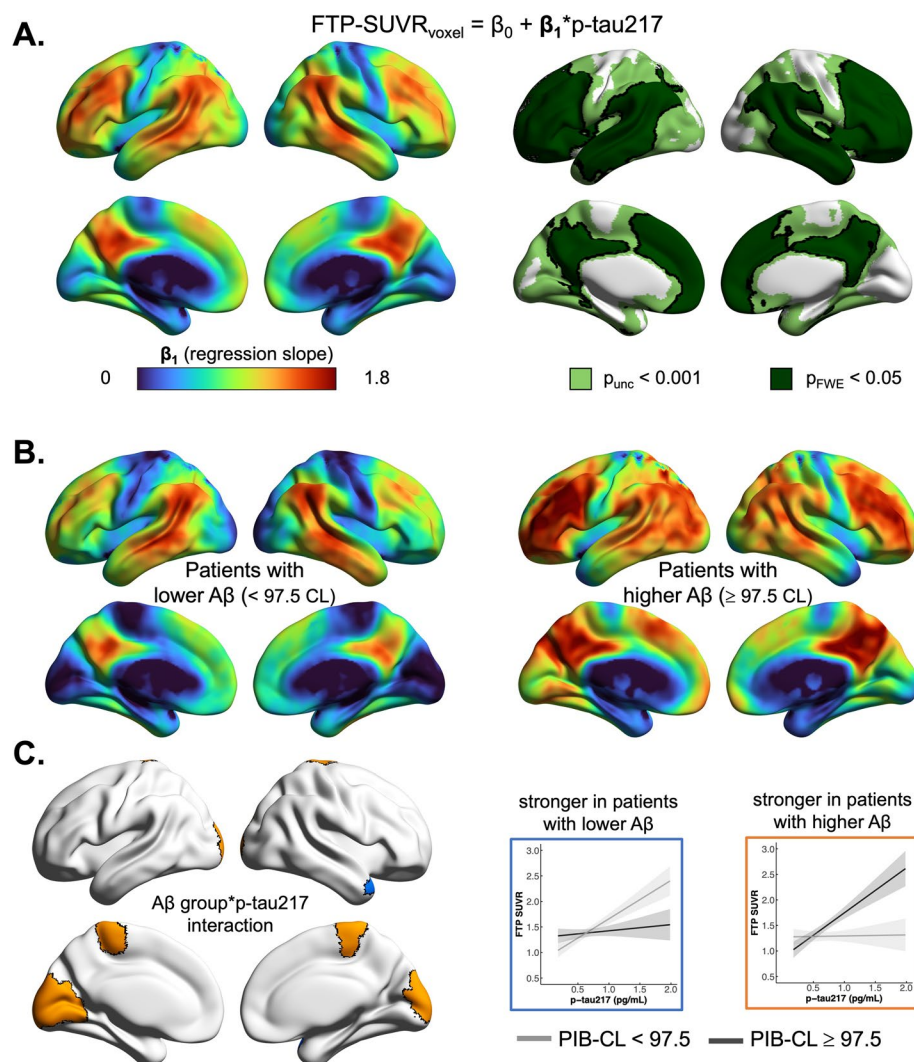 A.
FTP-SUVRvoxel = β0 + β1*p-tau217
β1 (regression slope)
0
1.8
punc < 0.001
pFWE < 0.05
B.
Patients with
lower Aβ (< 97.5 CL)
Patients with
higher Aβ (≥ 97.5 CL)
C.
Aβ group*p-tau217
interaction
stronger in patients
with lower Aβ
FTP SUVR
3.0
2.5
2.0
1.5
1.0
0.5
0.5
1.0
1.5
2.0
p-tau217 (pg/mL)
stronger in patients
with higher Aβ
FTP SUVR
3.0
2.5
2.0
1.5
1.0
0.5
0.5
1.0
1.5
2.0
p-tau217 (pg/mL)
PIB-CL < 97.5
PIB-CL ≥ 97.5